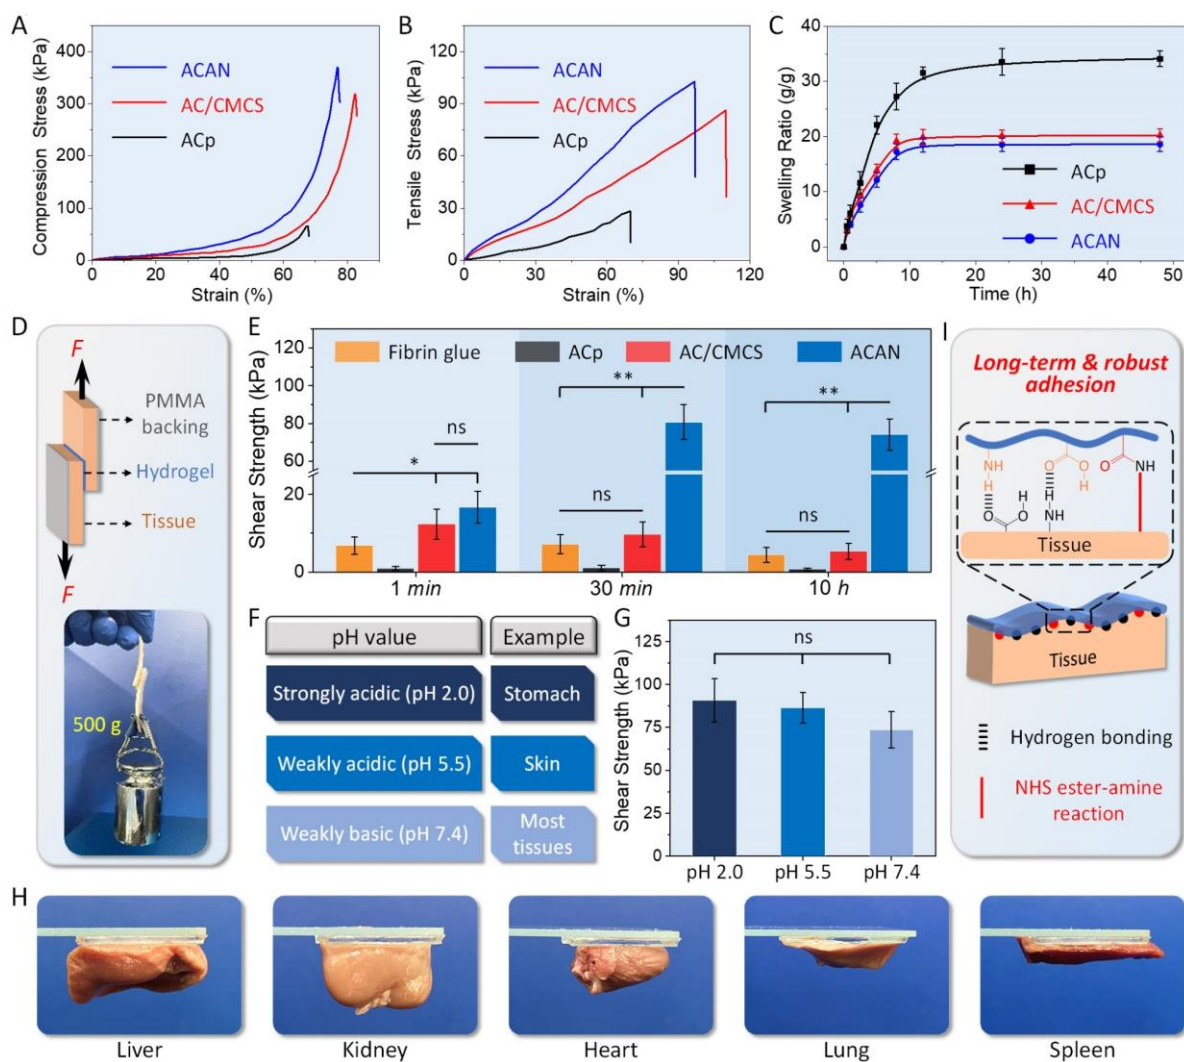 A
Compression Stress (kPa)
400
300
200
100
0
ACAN
AC/CMCS
ACp
0 20 40 60 80
Strain (%)
B
Tensile Stress (kPa)
120
90
60
30
0
ACAN
AC/CMCS
ACp
0 30 60 90 120
Strain (%)
C
Swelling Ratio (g/g)
40
30
20
10
0
ACp
AC/CMCS
ACAN
0 10 20 30 40 50
Time (h)
D
F
PMMA
backing
Hydrogel
Tissue
F
500 g
E
Shear Strength (kPa)
120
100
80
60
20
0
Fibrin glue
ACp
AC/CMCS
ACAN
ns
*
**
ns
**
ns
1 min
30 min
10 h
F
pH value
Example
Strongly acidic (pH 2.0)
Stomach
Weakly acidic (pH 5.5)
Skin
Weakly basic (pH 7.4)
Most
tissues
G
Shear Strength (kPa)
125
100
75
50
25
0
ns
pH 2.0
pH 5.5
pH 7.4
I
Long-term & robust
adhesion
NH
H
O
O
H
O
NH
O
O
H
H
NH
Tissue
Tissue
Hydrogen bonding
NHS ester-amine
reaction
H
Liver
Kidney
Heart
Lung
Spleen